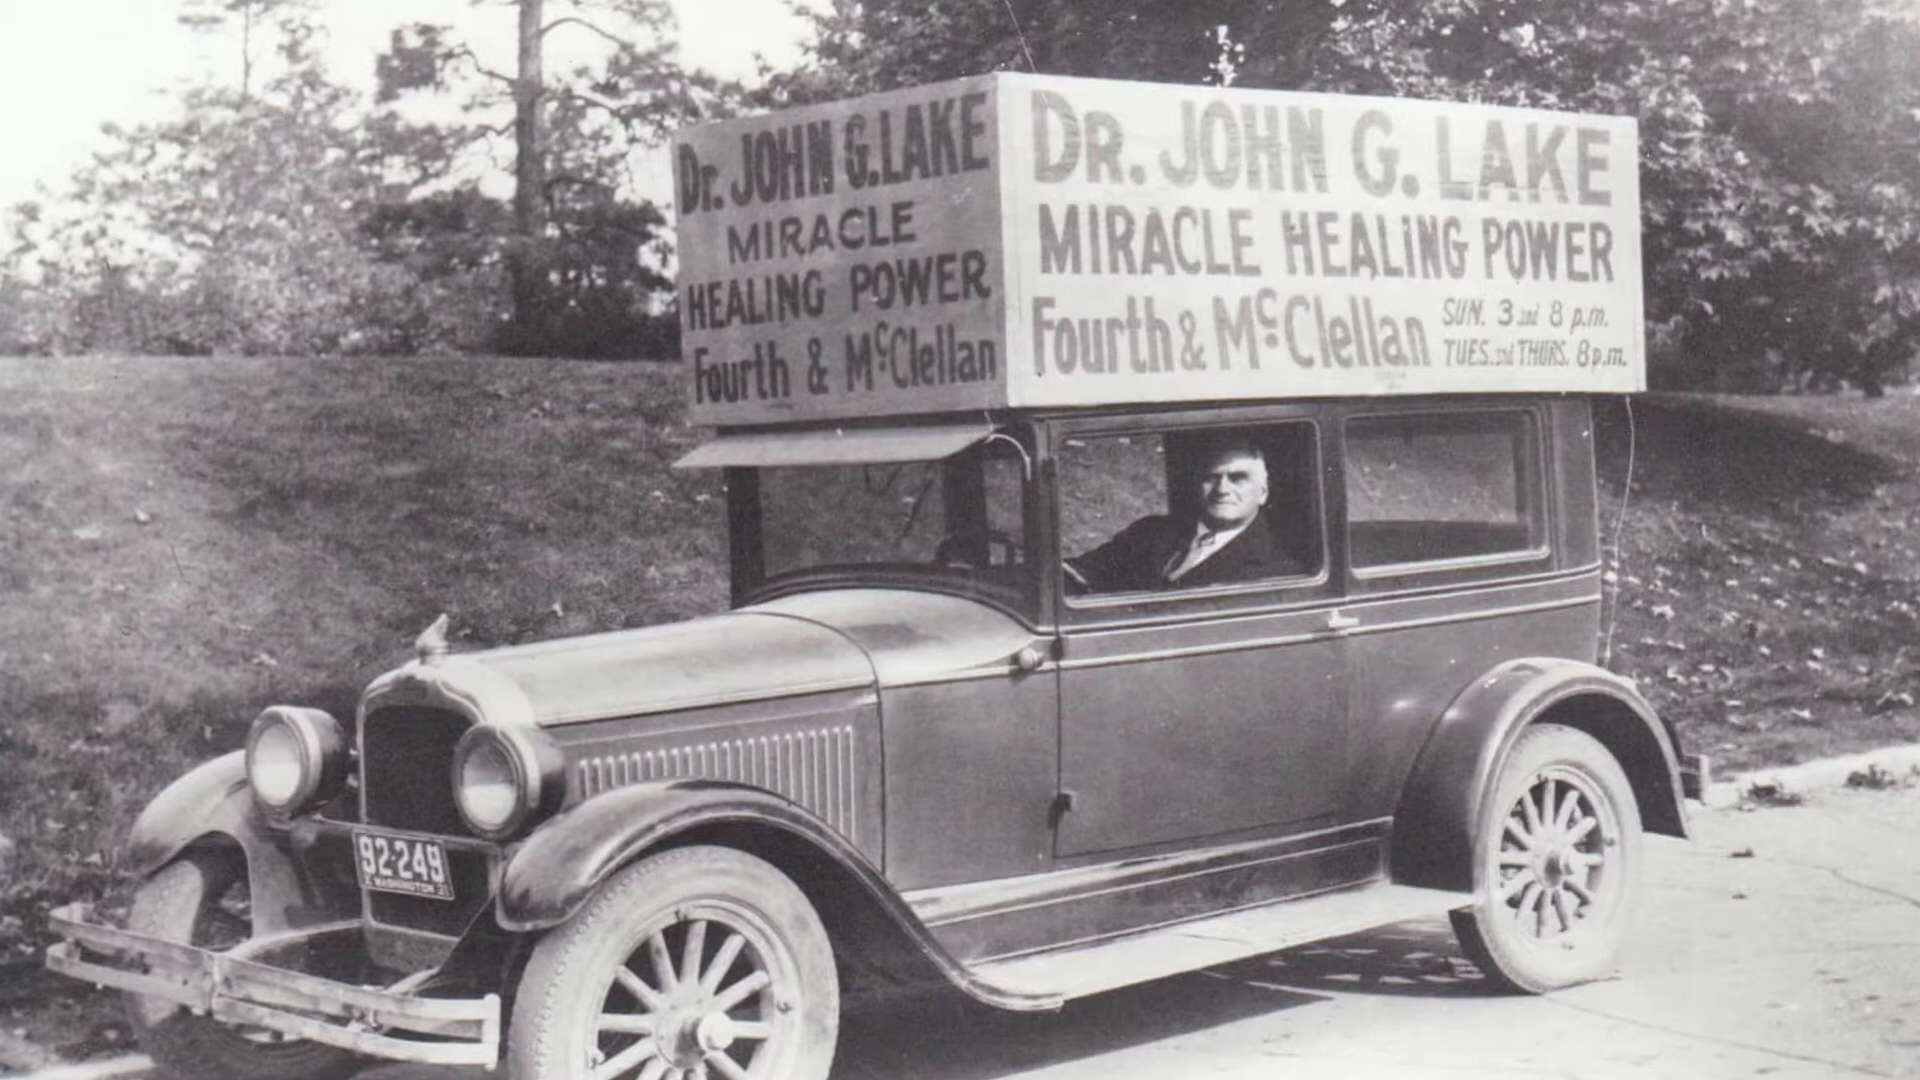 Dr. JOHN G. LAKE
MIRACLE
HEALING POWER
Fourth & McClellan
DR. JOHN G. LAKE
MIRACLE HEALING POWER
Fourth & McClellan
SUN. 3 and 8 p.m.
TUES. and THURS. 8 p.m.
92-249
WASHINGTON